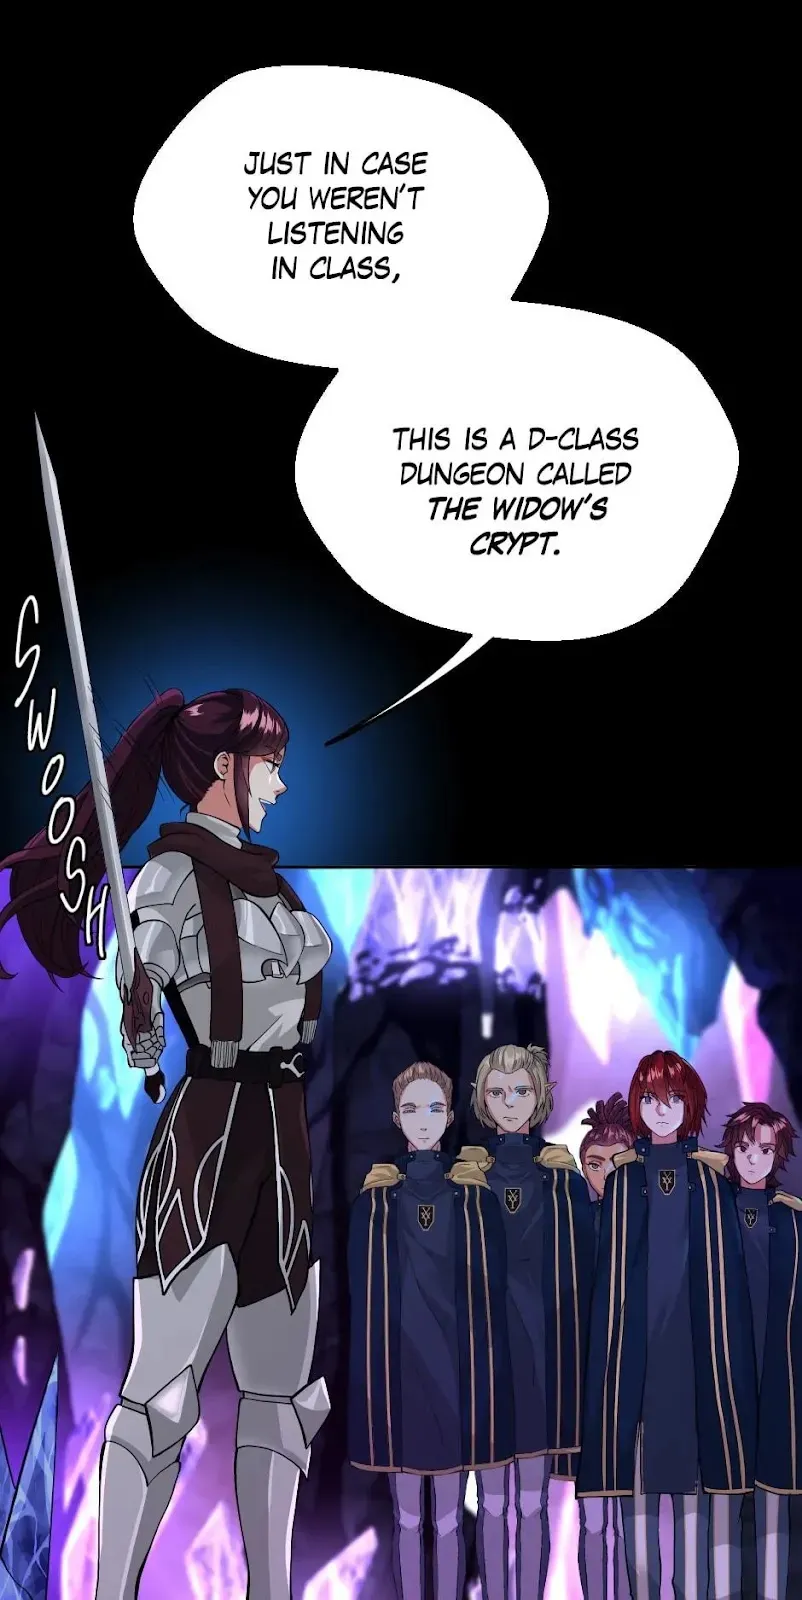 JUST IN CASE
YOU WEREN'T
LISTENING
IN CLASS,
THIS IS A D-CLASS
DUNGEON CALLED
THE WIDOW'S
CRYPT.
SWOOSH